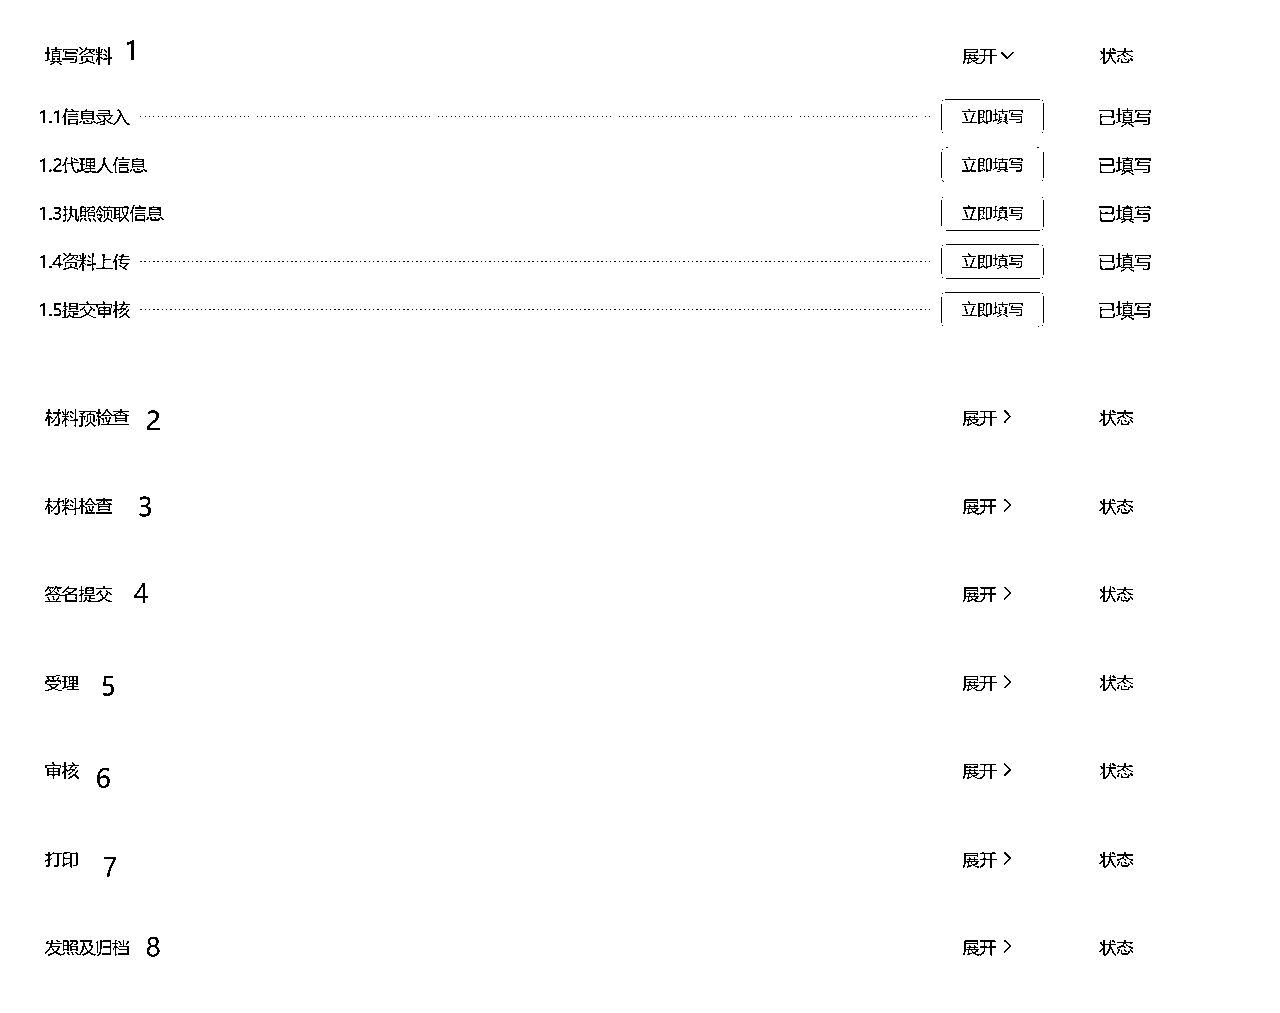 填写资料 1 展开 状态
1.1信息录入 立即填写 已填写
1.2代理人信息 立即填写 已填写
1.3执照领取信息 立即填写 已填写
1.4资料上传 立即填写 已填写
1.5提交审核 立即填写 已填写
材料预检查 2 展开 状态
材料检查 3 展开 状态
签名提交 4 展开 状态
受理 5 展开 状态
审核 6 展开 状态
打印 7 展开 状态
发照及归档 8 展开 状态